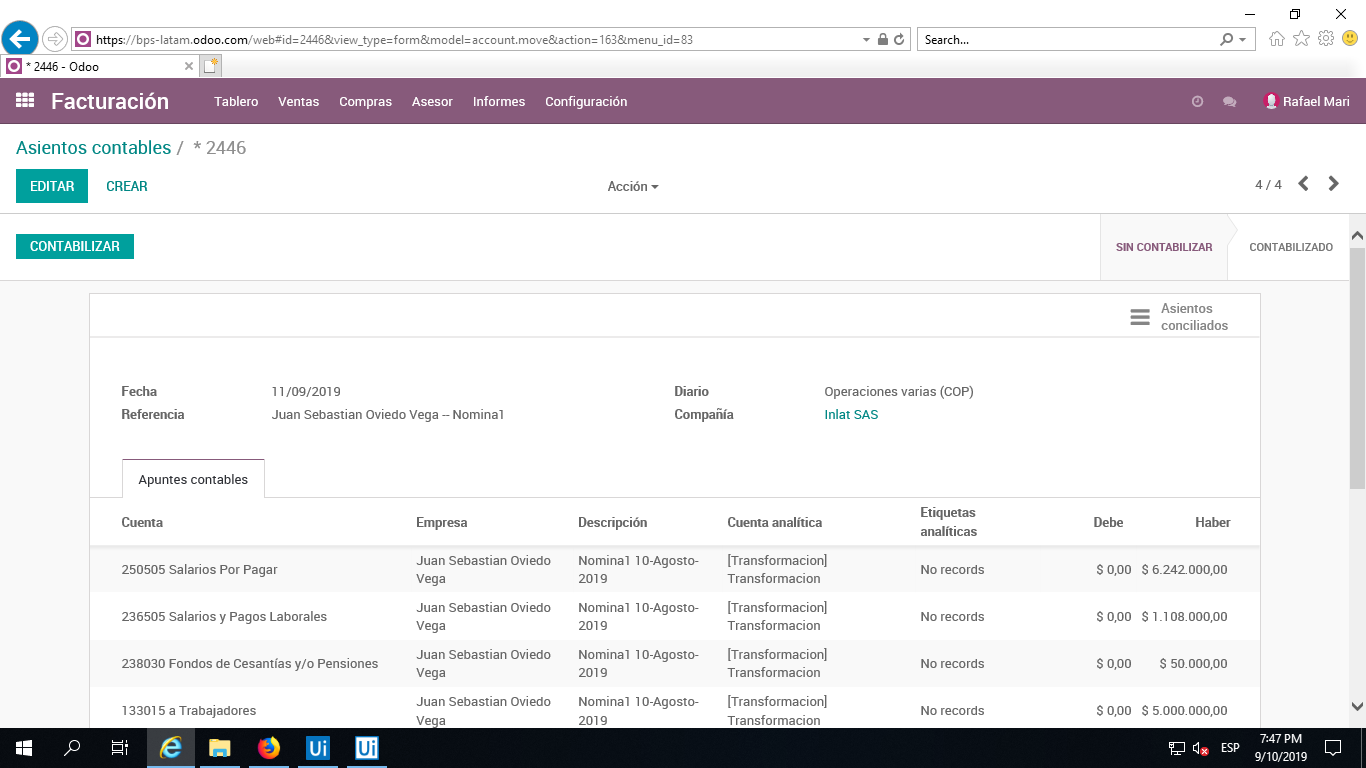 https://bps-latam.odoo.com/web#id=2446&view_type=form&model=account.move&action=163&menu_id=83
Search...
* 2446 - Odoo
Facturación Tablero Ventas Compras Asesor Informes Configuración Rafael Mari
Asientos contables / * 2446
EDITAR CREAR Acción 4 / 4
CONTABILIZAR SIN CONTABILIZAR CONTABILIZADO
Asientos
conciliados
Fecha 11/09/2019 Diario Operaciones varias (COP)
Referencia Juan Sebastian Oviedo Vega -- Nomina1 Compañía Inlat SAS
Apuntes contables
Cuenta Empresa Descripción Cuenta analítica Etiquetas analíticas Debe Haber
250505 Salarios Por Pagar Juan Sebastian Oviedo Vega Nomina1 10-Agosto-2019 [Transformacion] Transformacion No records $ 0,00 $ 6.242.000,00
236505 Salarios y Pagos Laborales Juan Sebastian Oviedo Vega Nomina1 10-Agosto-2019 [Transformacion] Transformacion No records $ 0,00 $ 1.108.000,00
238030 Fondos de Cesantías y/o Pensiones Juan Sebastian Oviedo Vega Nomina1 10-Agosto-2019 [Transformacion] Transformacion No records $ 0,00 $ 50.000,00
133015 a Trabajadores Juan Sebastian Oviedo Vega Nomina1 10-Agosto-2019 [Transformacion] Transformacion No records $ 0,00 $ 5.000.000,00
Ui Ui ESP 7:47 PM
9/10/2019